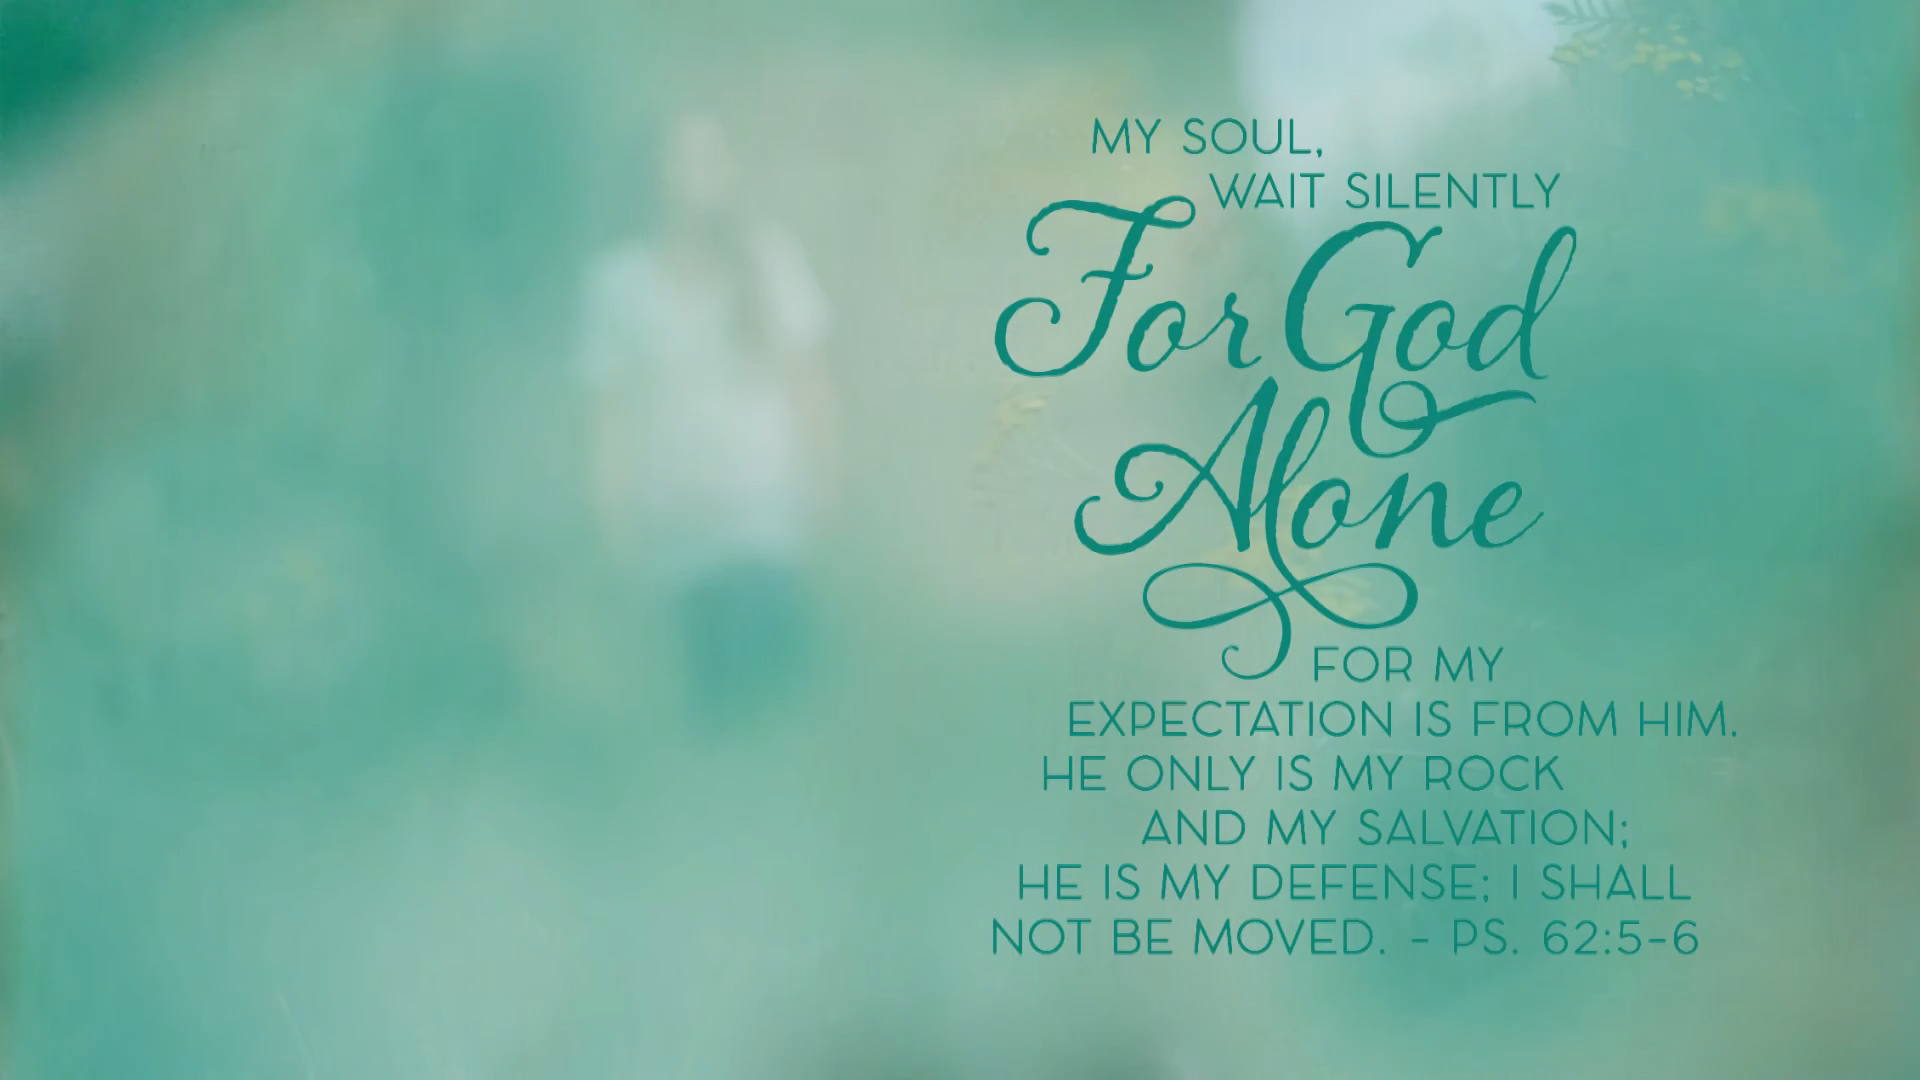 MY SOUL,
WAIT SILENTLY
For God
Alone
FOR MY
EXPECTATION IS FROM HIM.
HE ONLY IS MY ROCK
AND MY SALVATION;
HE IS MY DEFENSE; I SHALL
NOT BE MOVED. - PS. 62:5-6